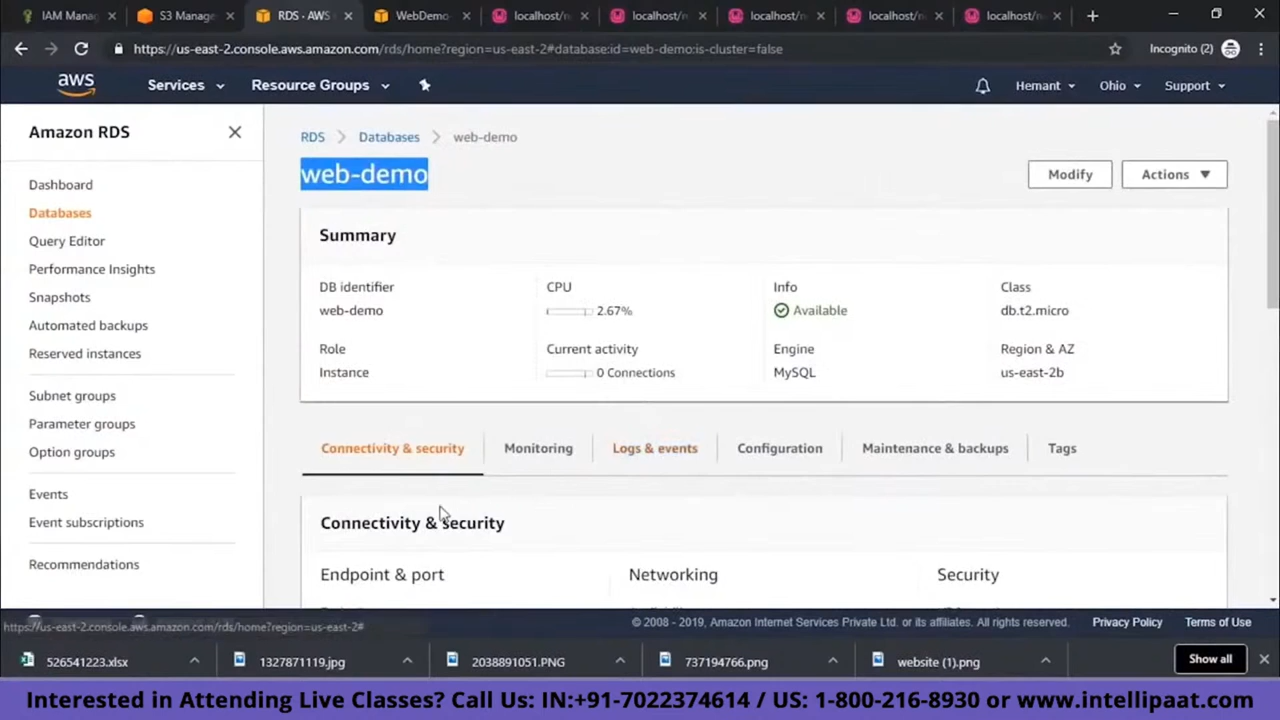 IAM Manag
S3 Manage
RDS · AWS
WebDemo
localhost/
localhost/
localhost/
localhost/
localhost/
https://us-east-2.console.aws.amazon.com/rds/home?region=us-east-2#database:id=web-demo:is-cluster=false
Incognito (2)
aws
Services
Resource Groups
Hemant
Ohio
Support
Amazon RDS
Dashboard
Databases
Query Editor
Performance Insights
Snapshots
Automated backups
Reserved instances
Subnet groups
Parameter groups
Option groups
Events
Event subscriptions
Recommendations
RDS > Databases > web-demo
web-demo
Modify
Actions
Summary
DB identifier
web-demo
CPU
2.67%
Info
Available
Class
db.t2.micro
Role
Instance
Current activity
0 Connections
Engine
MySQL
Region & AZ
us-east-2b
Connectivity & security
Monitoring
Logs & events
Configuration
Maintenance & backups
Tags
Connectivity & security
Endpoint & port
Networking
Security
https://us-east-2.console.aws.amazon.com/rds/home?region=us-east-2#
© 2008 - 2019, Amazon Internet Services Private Ltd. or its affiliates. All rights reserved.
Privacy Policy
Terms of Use
526541223.xlsx
1327871119.jpg
2038891051.PNG
737194766.png
website (1).png
Show all
Interested in Attending Live Classes? Call Us: IN:+91-7022374614 / US: 1-800-216-8930 or www.intellipaat.com